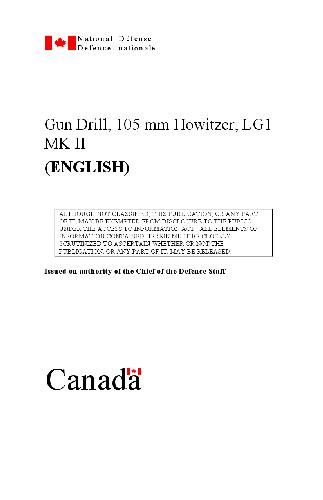 National Défense
Defence nationale
Gun Drill, 105 mm Howitzer, LG1
MK II
(ENGLISH)
ALTHOUGH NOT CLASSIFIED, THIS PUBLICATION, OR ANY PART
OF IT, MAY BE EXEMPTED FROM DISCLOSURE TO THE PUBLIC
UNDER THE ACCESS TO INFORMATION ACT. ALL ELEMENTS OF
INFORMATION CONTAINED HEREIN MUST BE CLOSELY
SCRUTINIZED TO ASCERTAIN WHETHER OR NOT THE
PUBLICATION OR ANY PART OF IT, MAY BE RELEASED.
Issued on authority of the Chief of the Defence Staff
Canada